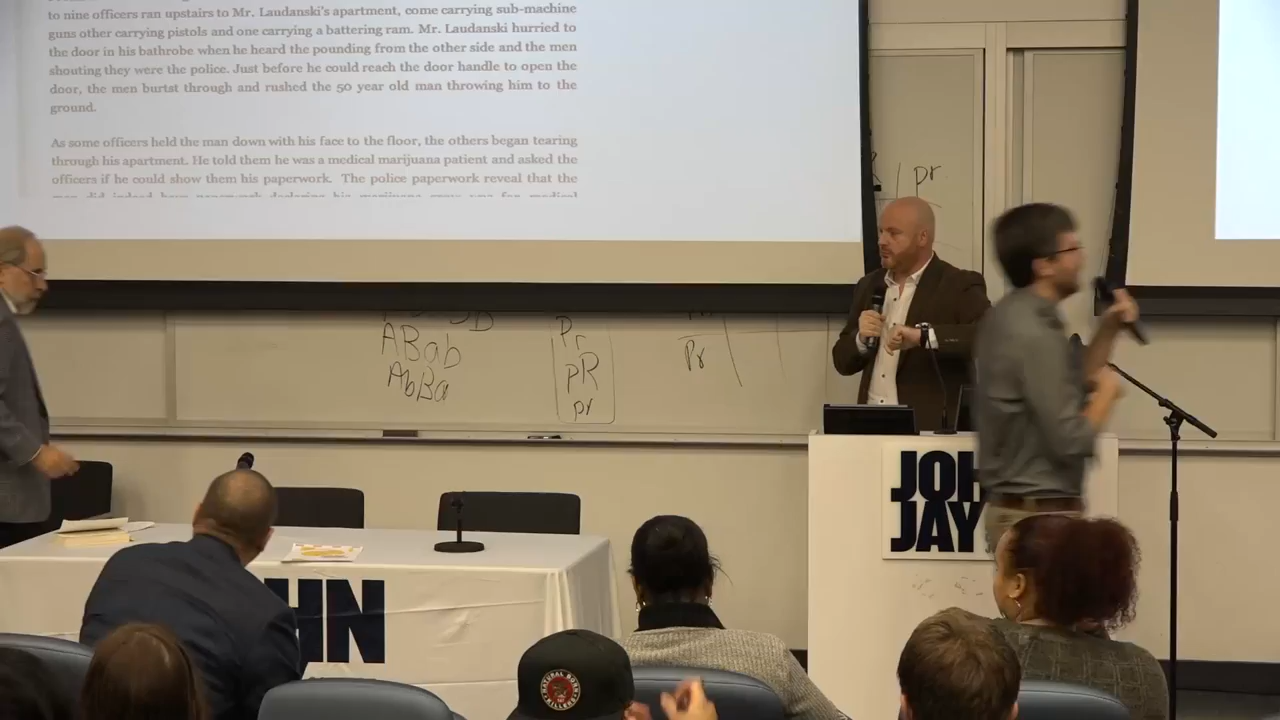 to nine officers ran upstairs to Mr. Laudanski's apartment, come carrying sub-machine
guns other carrying pistols and one carrying a battering ram. Mr. Laudanski hurried to
the door in his bathrobe when he heard the pounding from the other side and the men
shouting they were the police. Just before he could reach the door handle to open the
door, the men burtst through and rushed the 50 year old man throwing him to the
ground.
As some officers held the man down with his face to the floor, the others began tearing
through his apartment. He told them he was a medical marijuana patient and asked the
officers if he could show them his paperwork. The police paperwork reveal that the
pr
ABab
AbBa
Pr
pR
pr
Pr
JOH
JAY
HN
NATURAL BORN
KILLERS